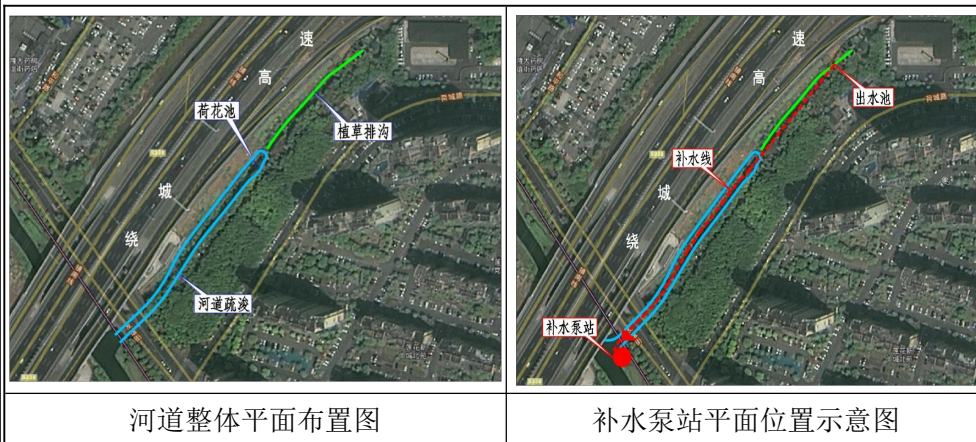 速
高
荷花池
植草排沟
城
绕
河道疏浚
速
高
出水池
补水线
城
绕
补水泵站
河道整体平面布置图
补水泵站平面位置示意图